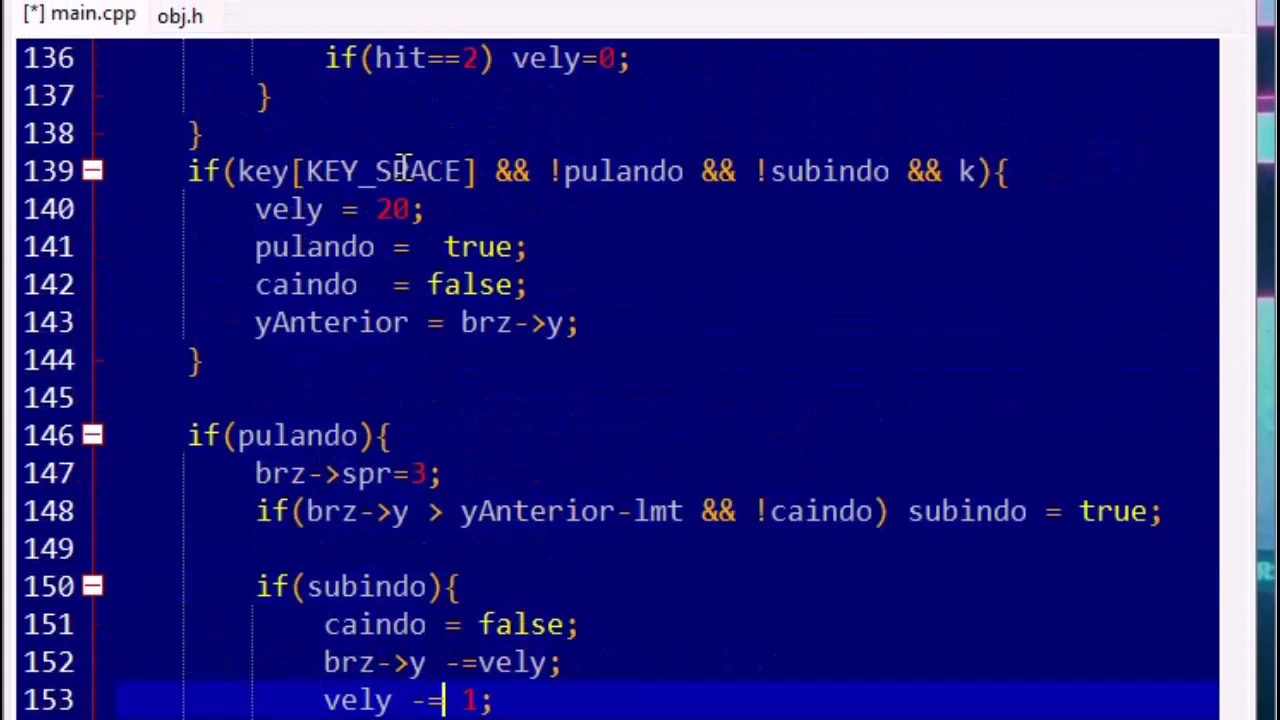 [*] main.cpp obj.h
136 if(hit==2) vely=0;
137 }
138 }
139 if(key[KEY_SPACE] && !pulando && !subindo && k){
140 vely = 20;
141 pulando =  true;
142 caindo  = false;
143 yAnterior = brz->y;
144 }
145
146 if(pulando){
147 brz->spr=3;
148 if(brz->y > yAnterior-lmt && !caindo) subindo = true;
149
150 if(subindo){
151 caindo = false;
152 brz->y -=vely;
153 vely -= 1;